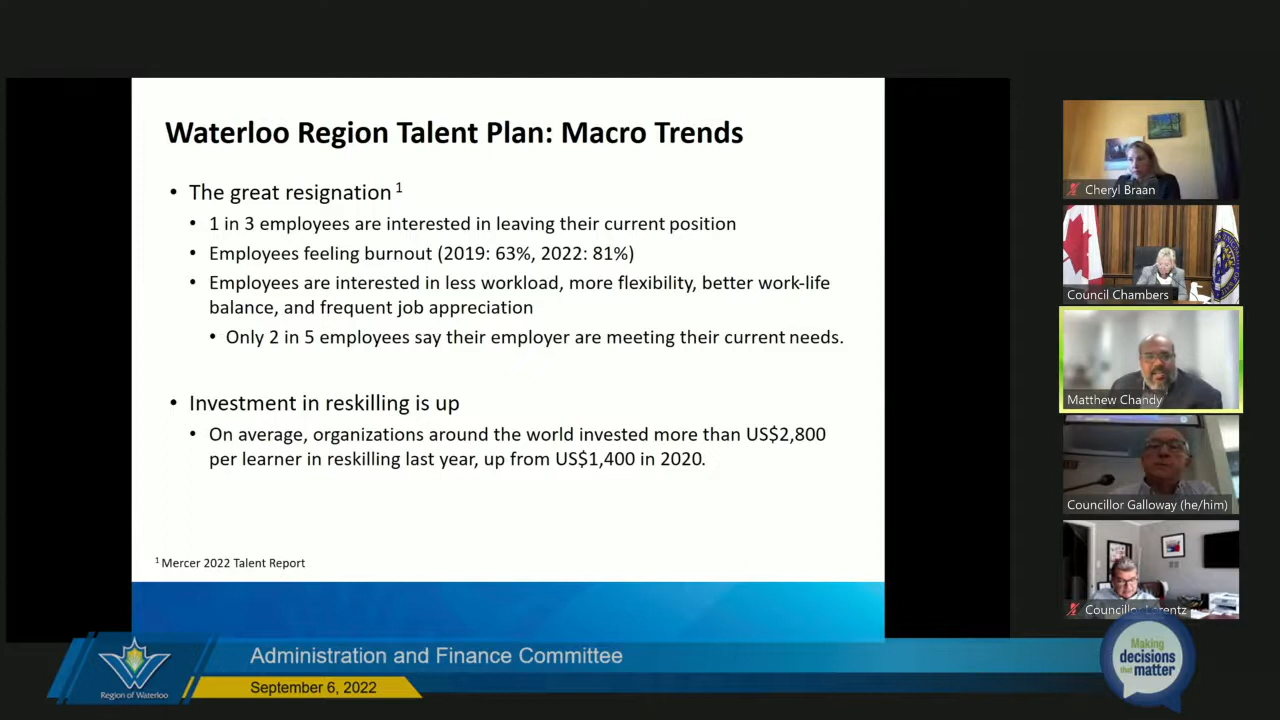 Waterloo Region Talent Plan: Macro Trends
• The great resignation 1
• 1 in 3 employees are interested in leaving their current position
• Employees feeling burnout (2019: 63%, 2022: 81%)
• Employees are interested in less workload, more flexibility, better work-life
balance, and frequent job appreciation
• Only 2 in 5 employees say their employer are meeting their current needs.
• Investment in reskilling is up
• On average, organizations around the world invested more than US$2,800
per learner in reskilling last year, up from US$1,400 in 2020.
1 Mercer 2022 Talent Report
Cheryl Braan
Council Chambers
Matthew Chandy
Councillor Galloway (he/him)
Councillor Lorentz
Region of Waterloo
Administration and Finance Committee
September 6, 2022
Making
decisions
that matter